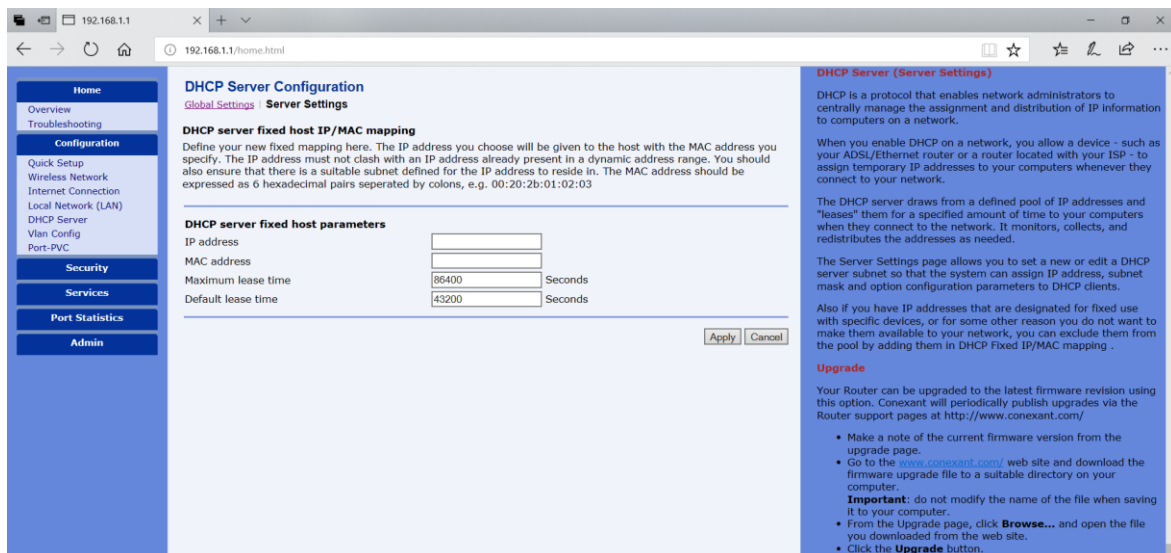 192.168.1.1
192.168.1.1/home.html
Home
Overview
Troubleshooting
Configuration
Quick Setup
Wireless Network
Internet Connection
Local Network (LAN)
DHCP Server
Vlan Config
Port-PVC
Security
Services
Port Statistics
Admin
DHCP Server Configuration
Global Settings | Server Settings
DHCP server fixed host IP/MAC mapping
Define your new fixed mapping here. The IP address you choose will be given to the host with the MAC address you
specify. The IP address must not clash with an IP address already present in a dynamic address range. You should
also ensure that there is a suitable subnet defined for the IP address to reside in. The MAC address should be
expressed as 6 hexadecimal pairs seperated by colons, e.g. 00:20:2b:01:02:03
DHCP server fixed host parameters
IP address
MAC address
Maximum lease time 86400 Seconds
Default lease time 43200 Seconds
Apply Cancel
DHCP Server (Server Settings)
DHCP is a protocol that enables network administrators to
centrally manage the assignment and distribution of IP information
to computers on a network.
When you enable DHCP on a network, you allow a device - such as
your ADSL/Ethernet router or a router located with your ISP - to
assign temporary IP addresses to your computers whenever they
connect to your network.
The DHCP server draws from a defined pool of IP addresses and
"leases" them for a specified amount of time to your computers
when they connect to the network. It monitors, collects, and
redistributes the addresses as needed.
The Server Settings page allows you to set a new or edit a DHCP
server subnet so that the system can assign IP address, subnet
mask and option configuration parameters to DHCP clients.
Also if you have IP addresses that are designated for fixed use
with specific devices, or for some other reason you do not want to
make them available to your network, you can exclude them from
the pool by adding them in DHCP Fixed IP/MAC mapping .
Upgrade
Your Router can be upgraded to the latest firmware revision using
this option. Conexant will periodically publish upgrades via the
Router support pages at http://www.conexant.com/
• Make a note of the current firmware version from the
upgrade page.
• Go to the www.conexant.com/ web site and download the
firmware upgrade file to a suitable directory on your
computer.
Important: do not modify the name of the file when saving
it to your computer.
• From the Upgrade page, click Browse... and open the file
you downloaded from the web site.
• Click the Upgrade button.